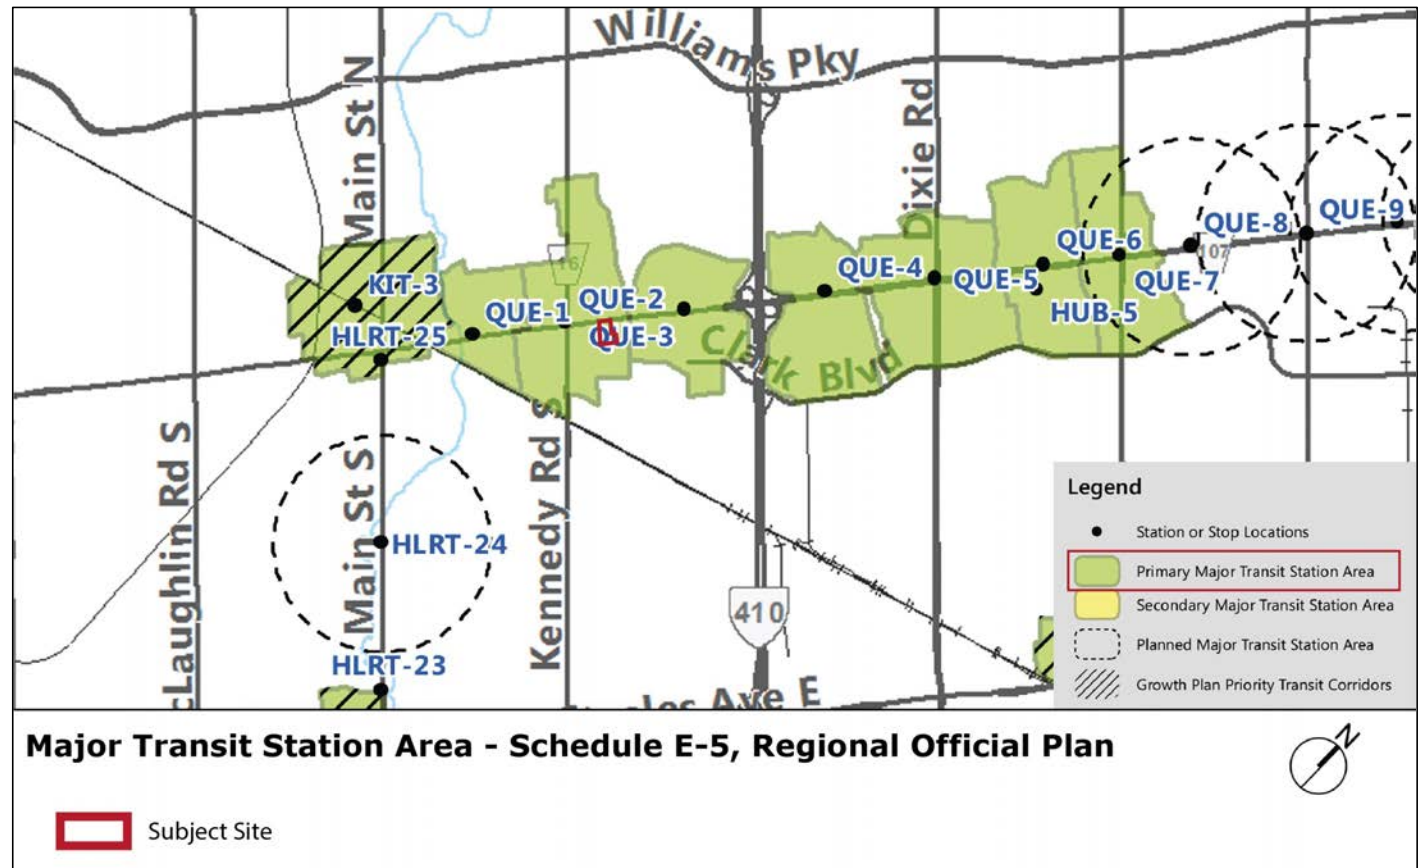 Williams Pky
Main St N
Dixie Rd
16
107
KIT-3
HLRT-25
QUE-1
QUE-2
QUE-3
QUE-4
QUE-5
QUE-6
QUE-7
QUE-8
QUE-9
HUB-5
Clark Blvd
cLaughlin Rd S
Main St S
Kennedy Rd S
HLRT-24
HLRT-23
410
Ave E
Legend
Station or Stop Locations
Primary Major Transit Station Area
Secondary Major Transit Station Area
Planned Major Transit Station Area
Growth Plan Priority Transit Corridors
Major Transit Station Area - Schedule E-5, Regional Official Plan
N
Subject Site